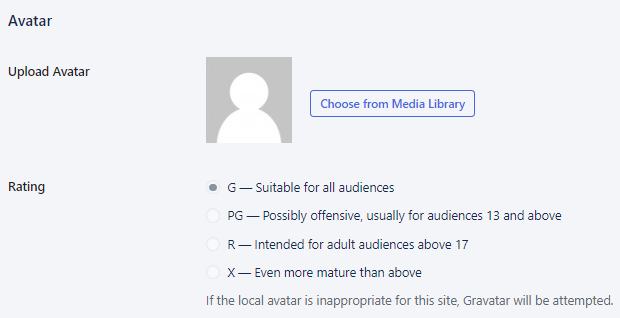 Avatar
Upload Avatar
Choose from Media Library
Rating
G — Suitable for all audiences
PG — Possibly offensive, usually for audiences 13 and above
R — Intended for adult audiences above 17
X — Even more mature than above
If the local avatar is inappropriate for this site, Gravatar will be attempted.